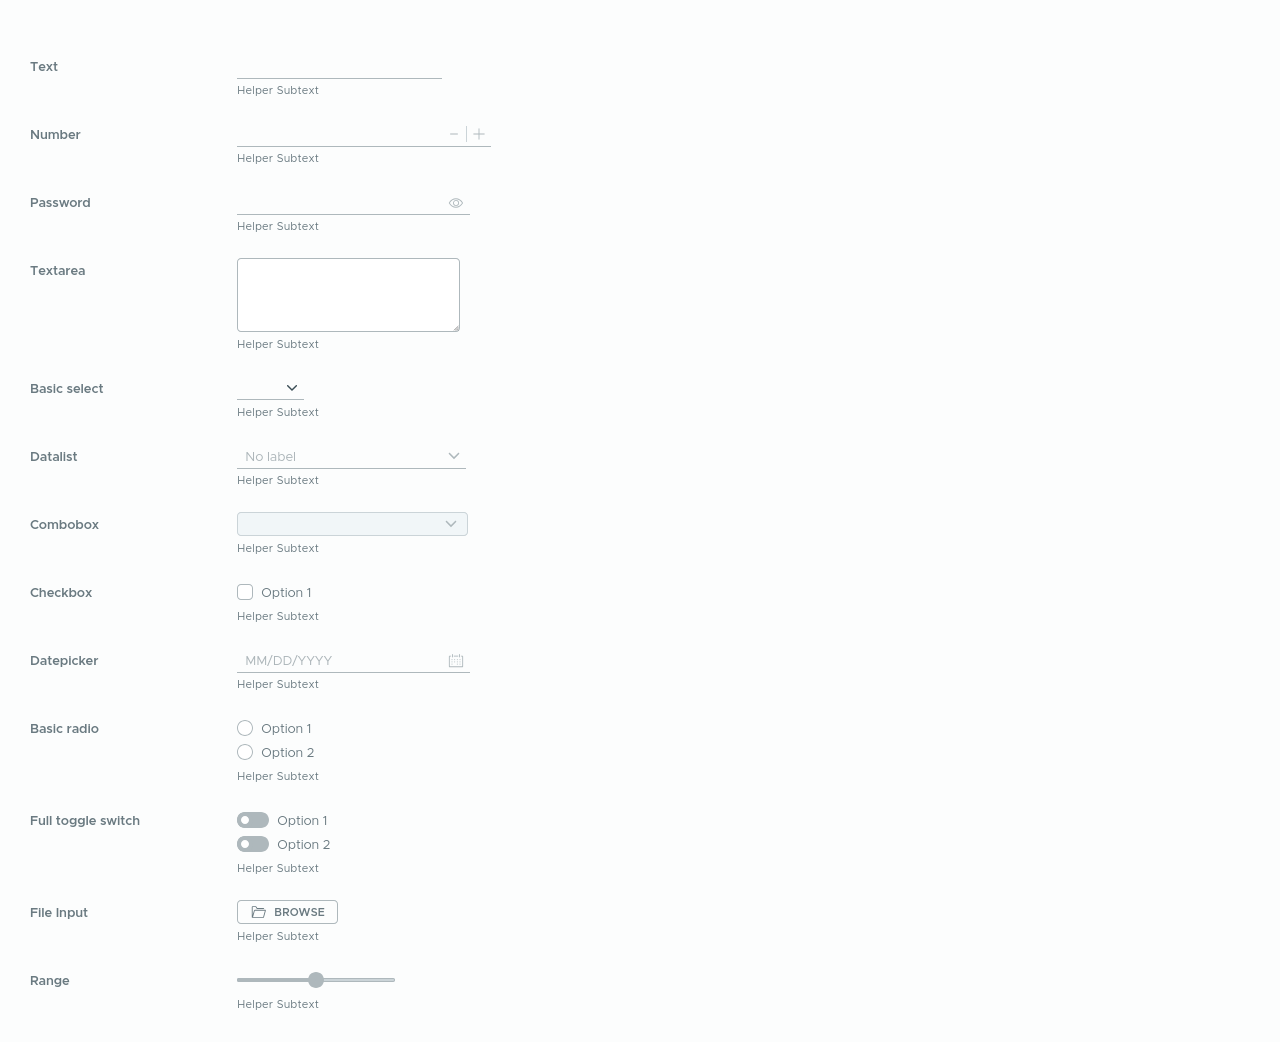 Text
Helper Subtext
Number
Helper Subtext
Password
Helper Subtext
Textarea
Helper Subtext
Basic select
Helper Subtext
Datalist
No label
Helper Subtext
Combobox
Helper Subtext
Checkbox
Option 1
Helper Subtext
Datepicker
MM/DD/YYYY
Helper Subtext
Basic radio
Option 1
Option 2
Helper Subtext
Full toggle switch
Option 1
Option 2
Helper Subtext
File Input
BROWSE
Helper Subtext
Range
Helper Subtext